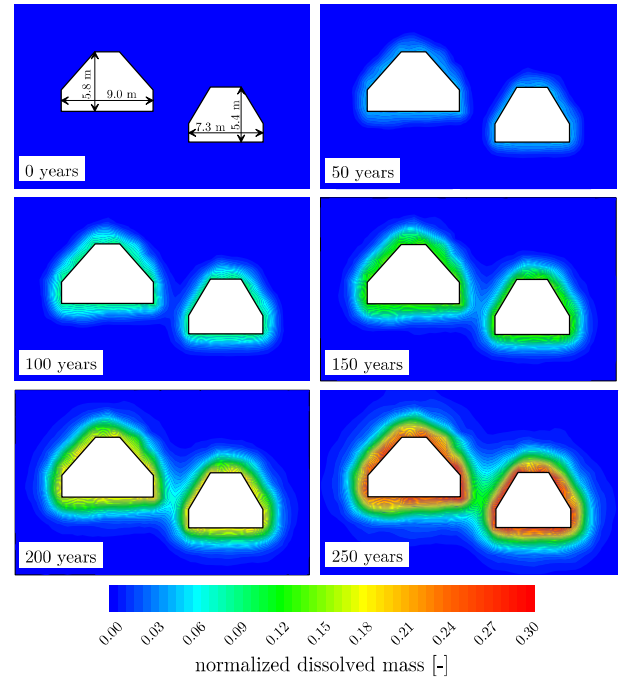 5.8 m
9.0 m
7.3 m
5.4 m
0 years
50 years
100 years
150 years
200 years
250 years
0.00 0.03 0.06 0.09 0.12 0.15 0.18 0.21 0.24 0.27 0.30
normalized dissolved mass [-]